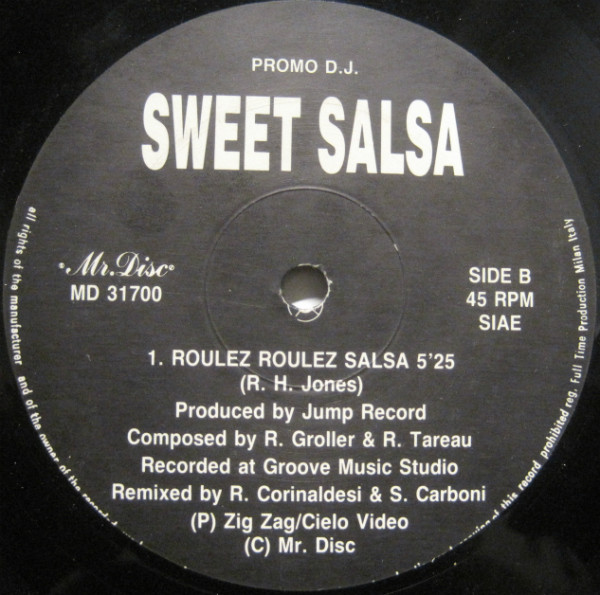 PROMO D.J.
SWEET SALSA
Mr. Disc
MD 31700
SIDE B
45 RPM
SIAE
1. ROULEZ ROULEZ SALSA 5'25
(R. H. Jones)
Produced by Jump Record
Composed by R. Groller & R. Tareau
Recorded at Groove Music Studio
Remixed by R. Corinaldesi & S. Carboni
(P) Zig Zag/Cielo Video
(C) Mr. Disc
all rights of the manufacturer and of the owner of the record
of this record prohibited reg. Full Time Production Milan Italy